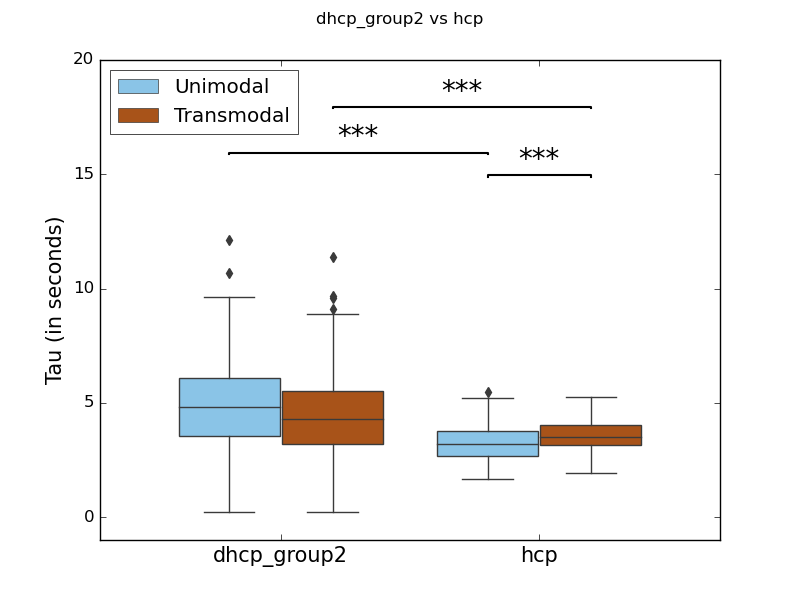 dhcp_group2 vs hcp
20
Unimodal
Transmodal
***
***
***
15
10
5
0
Tau (in seconds)
dhcp_group2
hcp